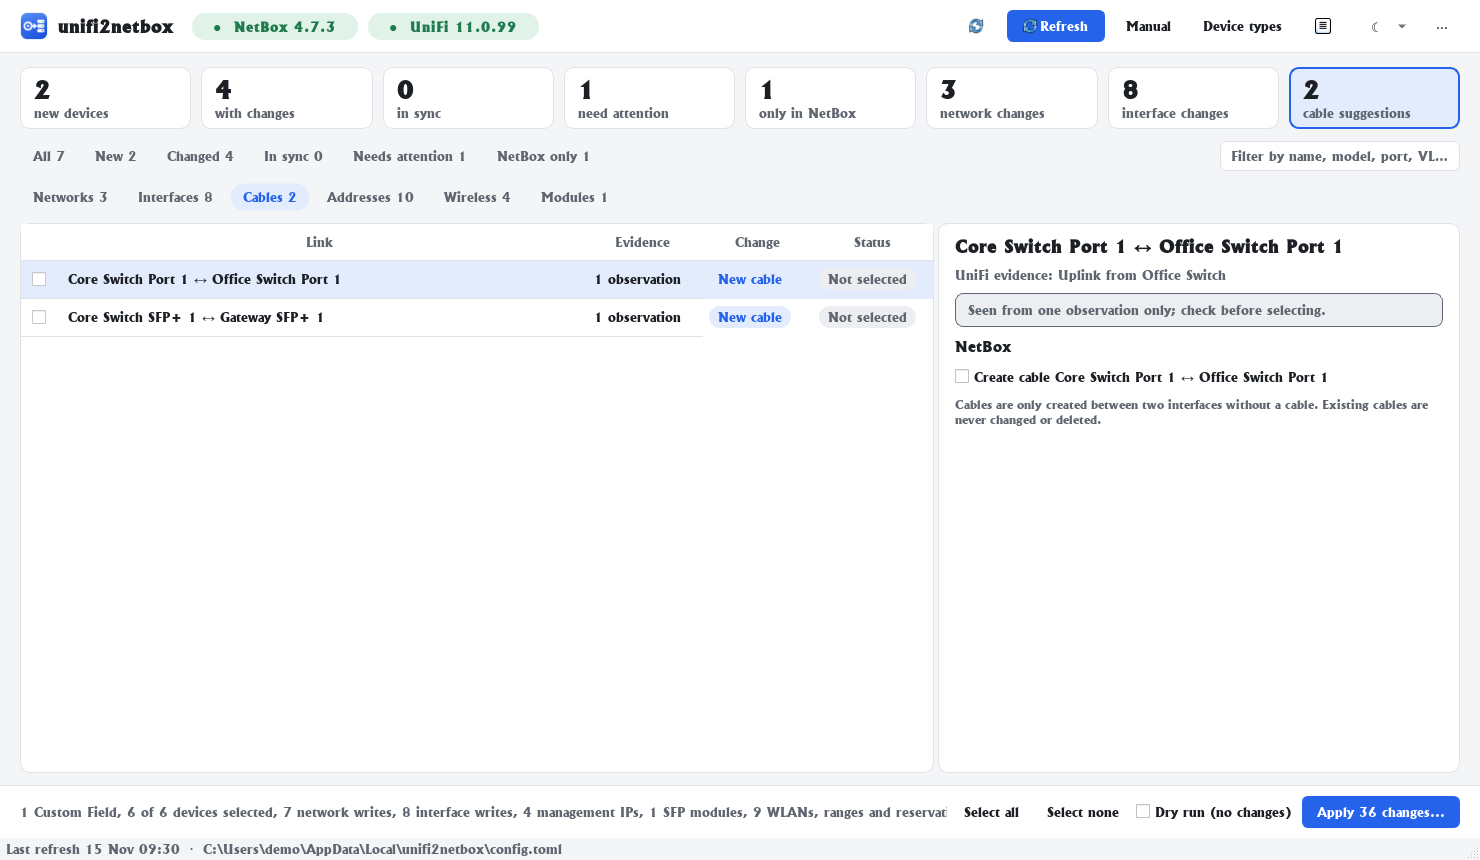 unifi2netbox
● NetBox 4.7.3
● UniFi 11.0.99
Refresh
Manual
Device types
...
2
new devices
4
with changes
0
in sync
1
need attention
1
only in NetBox
3
network changes
8
interface changes
2
cable suggestions
All 7
New 2
Changed 4
In sync 0
Needs attention 1
NetBox only 1
Filter by name, model, port, VL...
Networks 3
Interfaces 8
Cables 2
Addresses 10
Wireless 4
Modules 1
Link Evidence Change Status
Core Switch Port 1 ↔ Office Switch Port 1 1 observation New cable Not selected
Core Switch SFP+ 1 ↔ Gateway SFP+ 1 1 observation New cable Not selected
Core Switch Port 1 ↔ Office Switch Port 1
UniFi evidence: Uplink from Office Switch
Seen from one observation only; check before selecting.
NetBox
Create cable Core Switch Port 1 ↔ Office Switch Port 1
Cables are only created between two interfaces without a cable. Existing cables are
never changed or deleted.
1 Custom Field, 6 of 6 devices selected, 7 network writes, 8 interface writes, 4 management IPs, 1 SFP modules, 9 WLANs, ranges and reservati
Select all
Select none
Dry run (no changes)
Apply 36 changes...
Last refresh 15 Nov 09:30 · C:\Users\demo\AppData\Local\unifi2netbox\config.toml